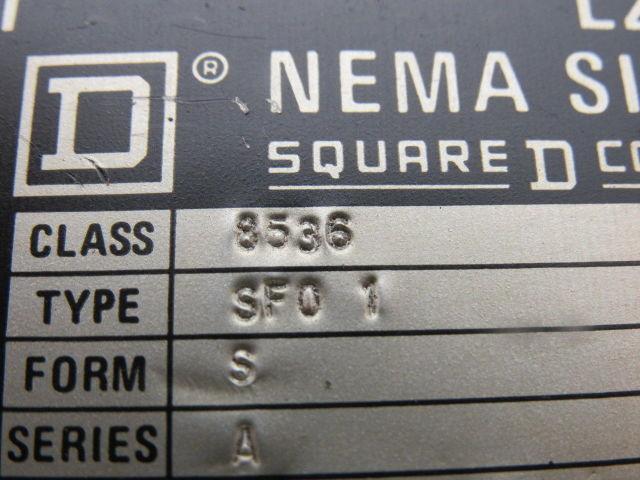 D ® NEMA
SQUARE D
CLASS 8536
TYPE SFO 1
FORM S
SERIES A